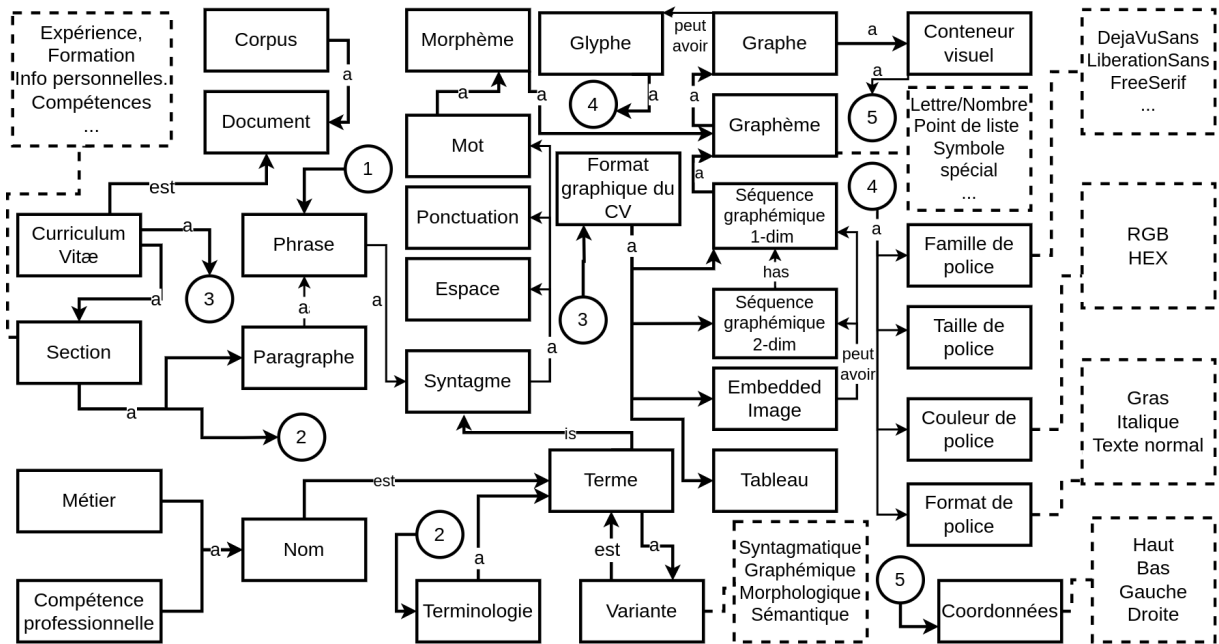 Expérience,
Formation
Info personnelles.
Compétences
...
Corpus
a
Document
est
Curriculum
Vitæ
a
3
a
Section
a
2
1
Phrase
a
Paragraphe
a
Morphème
a
Mot
Ponctuation
Espace
a
Syntagme
is
Glyphe
a
4
peut
avoir
Graphe
a
Conteneur
visuel
a
5
a
Graphème
a
a
Format
graphique du
CV
a
3
Séquence
graphémique
1-dim
has
Séquence
graphémique
2-dim
peut
avoir
Embedded
Image
Tableau
Lettre/Nombre
Point de liste
Symbole
spécial
...
4
a
Famille de
police
Taille de
police
Couleur de
police
Format de
police
DejaVuSans
LiberationSans
FreeSerif
...
RGB
HEX
Gras
Italique
Texte normal
Métier
Compétence
professionnelle
a
Nom
est
Terme
2
a
Terminologie
est
a
Variante
Syntagmatique
Graphémique
Morphologique
Sémantique
5
Coordonnées
Haut
Bas
Gauche
Droite